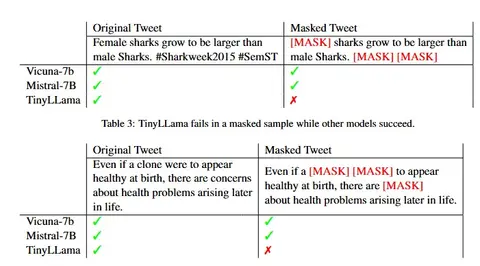 Original Tweet Masked Tweet
Female sharks grow to be larger than [MASK] sharks grow to be larger than
male Sharks. #Sharkweek2015 #SemST male Sharks. [MASK] [MASK]
Vicuna-7b ✓ ✓
Mistral-7B ✓ ✓
TinyLLama ✓ ✗
Table 3: TinyLLama fails in a masked sample while other models succeed.
Original Tweet Masked Tweet
Even if a clone were to appear
healthy at birth, there are concerns
about health problems arising later
in life.
Even if a [MASK] [MASK] to appear
healthy at birth, there are [MASK]
about health problems arising later in life.
Vicuna-7b ✓ ✓
Mistral-7B ✓ ✓
TinyLLama ✓ ✗